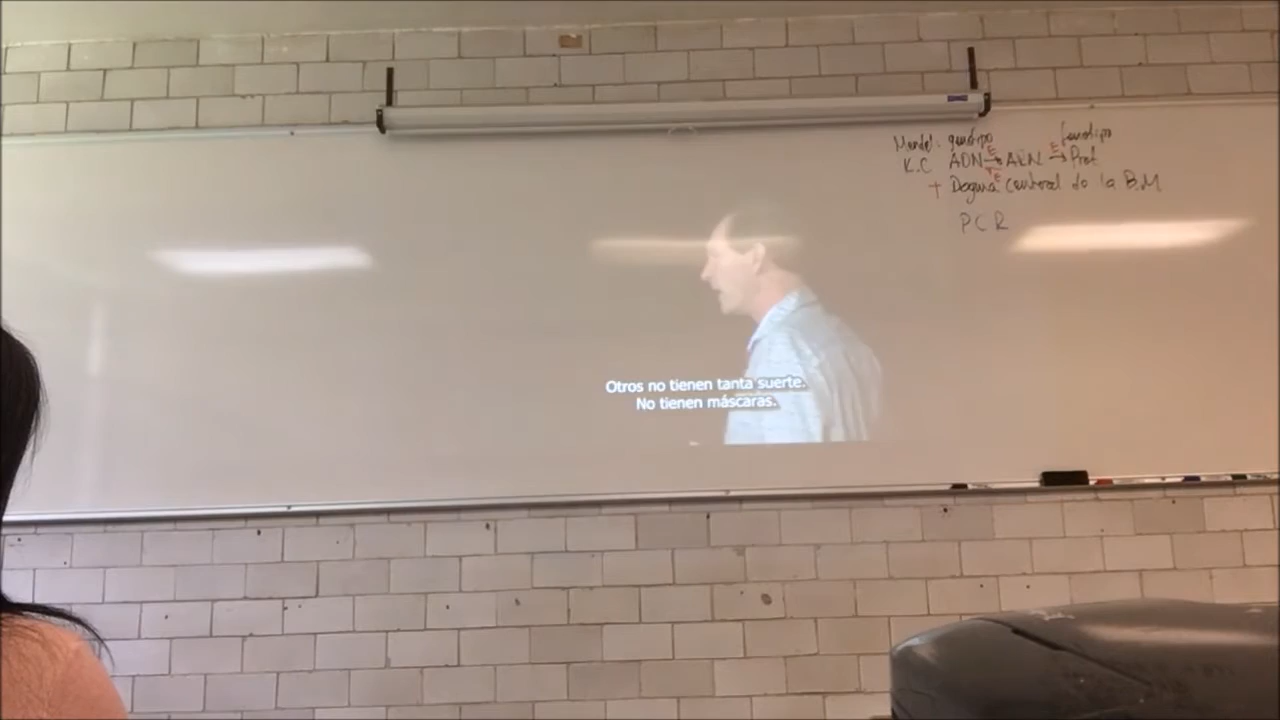 Mendel: genotipo fenotipo
K.C ADN E → ARN E → Prot
+ Dogma central de la B.M
PCR
Otros no tienen tanta suerte.
No tienen máscaras.